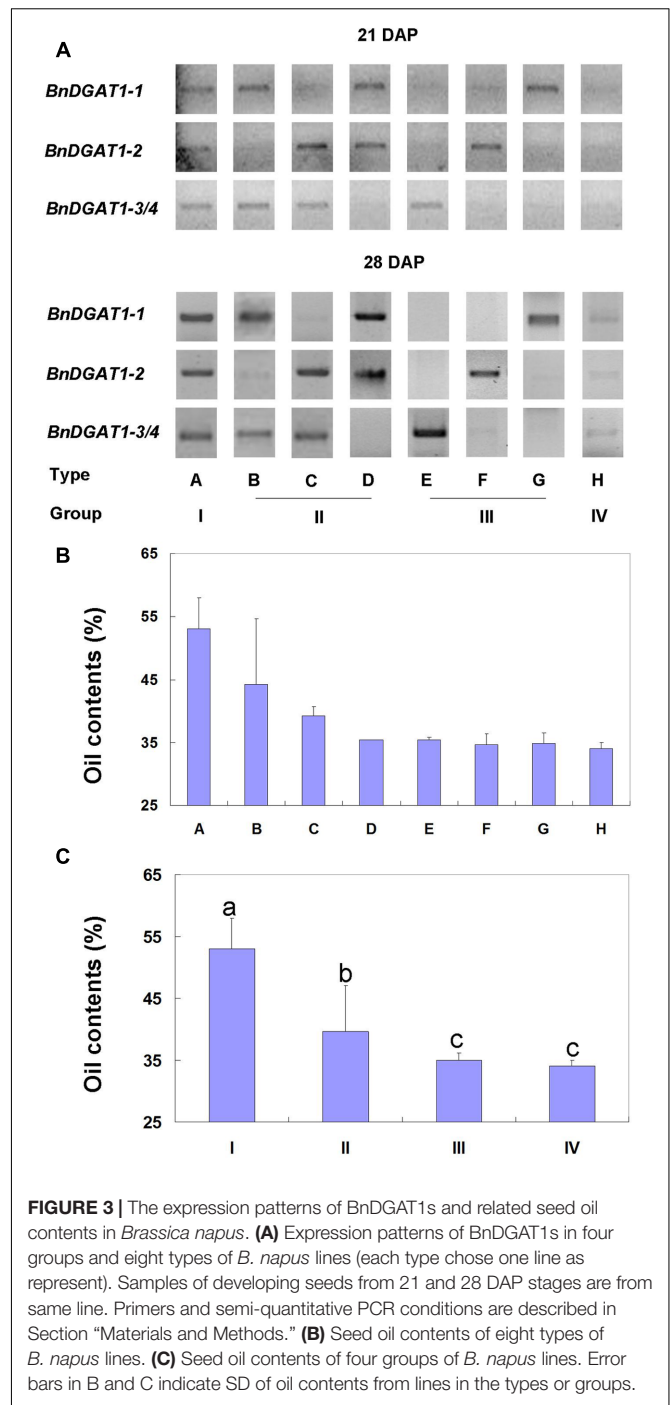 A
21 DAP
BnDGAT1-1
BnDGAT1-2
BnDGAT1-3/4
28 DAP
BnDGAT1-1
BnDGAT1-2
BnDGAT1-3/4
Type A B C D E F G H
Group I II III IV
B
Oil contents (%)
65
55
45
35
25
A B C D E F G H
C
Oil contents (%)
65
55
45
35
25
a
b
c
c
I II III IV
FIGURE 3 | The expression patterns of BnDGAT1s and related seed oil
contents in Brassica napus. (A) Expression patterns of BnDGAT1s in four
groups and eight types of B. napus lines (each type chose one line as
represent). Samples of developing seeds from 21 and 28 DAP stages are from
same line. Primers and semi-quantitative PCR conditions are described in
Section “Materials and Methods.” (B) Seed oil contents of eight types of
B. napus lines. (C) Seed oil contents of four groups of B. napus lines. Error
bars in B and C indicate SD of oil contents from lines in the types or groups.